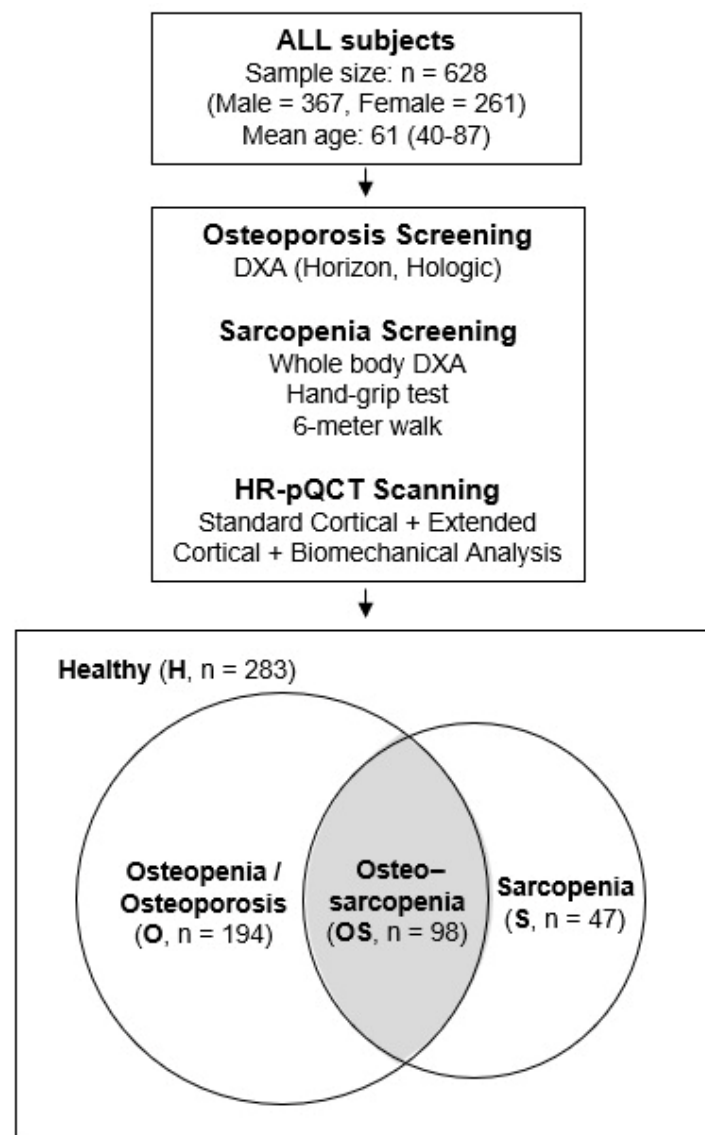 ALL subjects
Sample size: n = 628
(Male = 367, Female = 261)
Mean age: 61 (40-87)
Osteoporosis Screening
DXA (Horizon, Hologic)
Sarcopenia Screening
Whole body DXA
Hand-grip test
6-meter walk
HR-pQCT Scanning
Standard Cortical + Extended
Cortical + Biomechanical Analysis
Healthy (H, n = 283)
Osteopenia /
Osteoporosis
(O, n = 194)
Osteo–
sarcopenia
(OS, n = 98)
Sarcopenia
(S, n = 47)